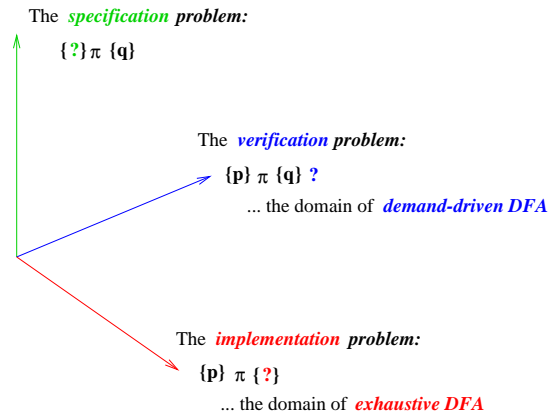 The specification problem:
{?} π {q}
The verification problem:
{p} π {q} ?
... the domain of demand-driven DFA
The implementation problem:
{p} π {?}
... the domain of exhaustive DFA